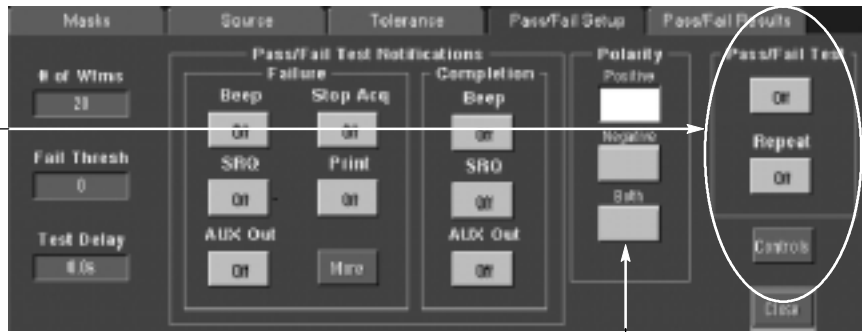 Masks Source Tolerance Pass/Fail Setup Pass/Fail Results
Pass/Fail Test Notifications
Polarity
Pass/Fail Test
# of Wfms
20
Fail Thresh
0
Test Delay
Failure
Beep Stop Acq
Off Off
SRQ Print
Off Off
AUX Out
Off More
Completion
Beep
Off
SRQ
Off
AUX Out
Off
Positive
Negative
Both
Off
Repeat
Off
Controls
Close